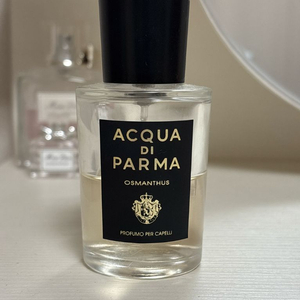 ACQUA
DI
PARMA
OSMANTHUS
PROFUMO PER CAPELLI